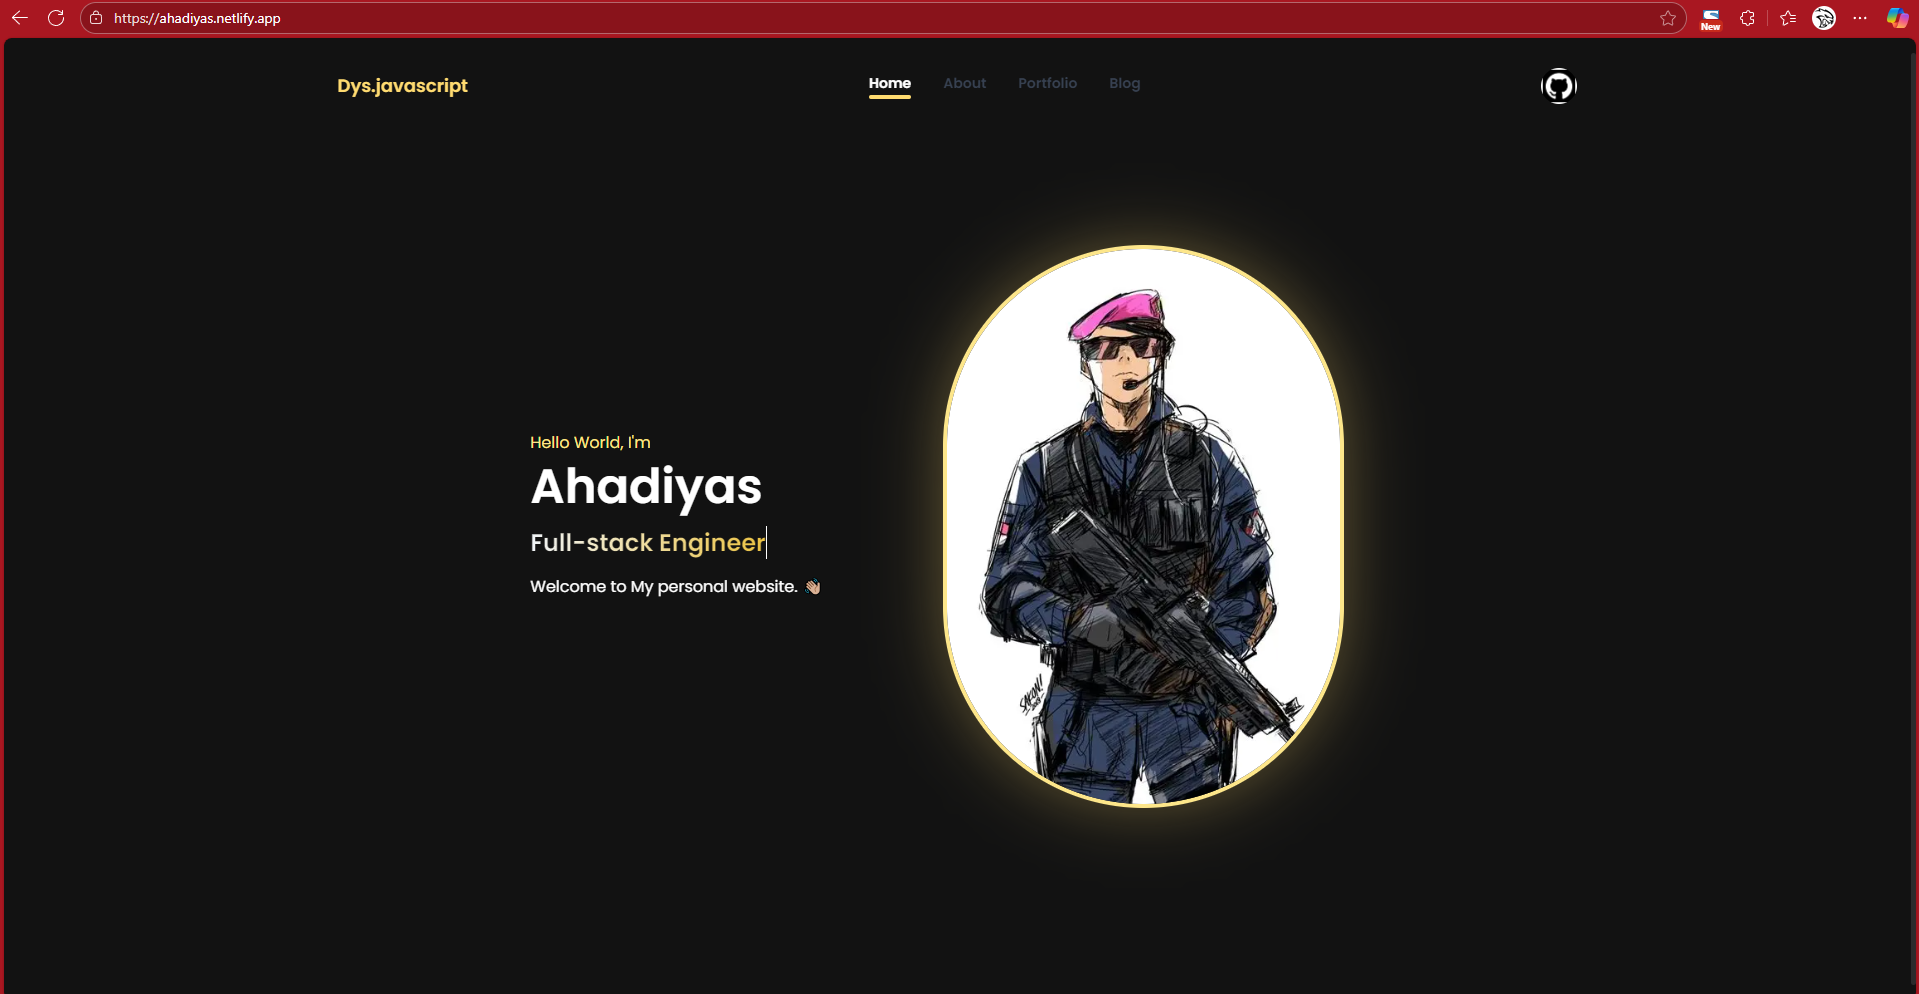 https://ahadiyas.netlify.app
New
Dys.javascript
Home About Portfolio Blog
Hello World, I'm
Ahadiyas
Full-stack Engineer
Welcome to My personal website. 👋🏼